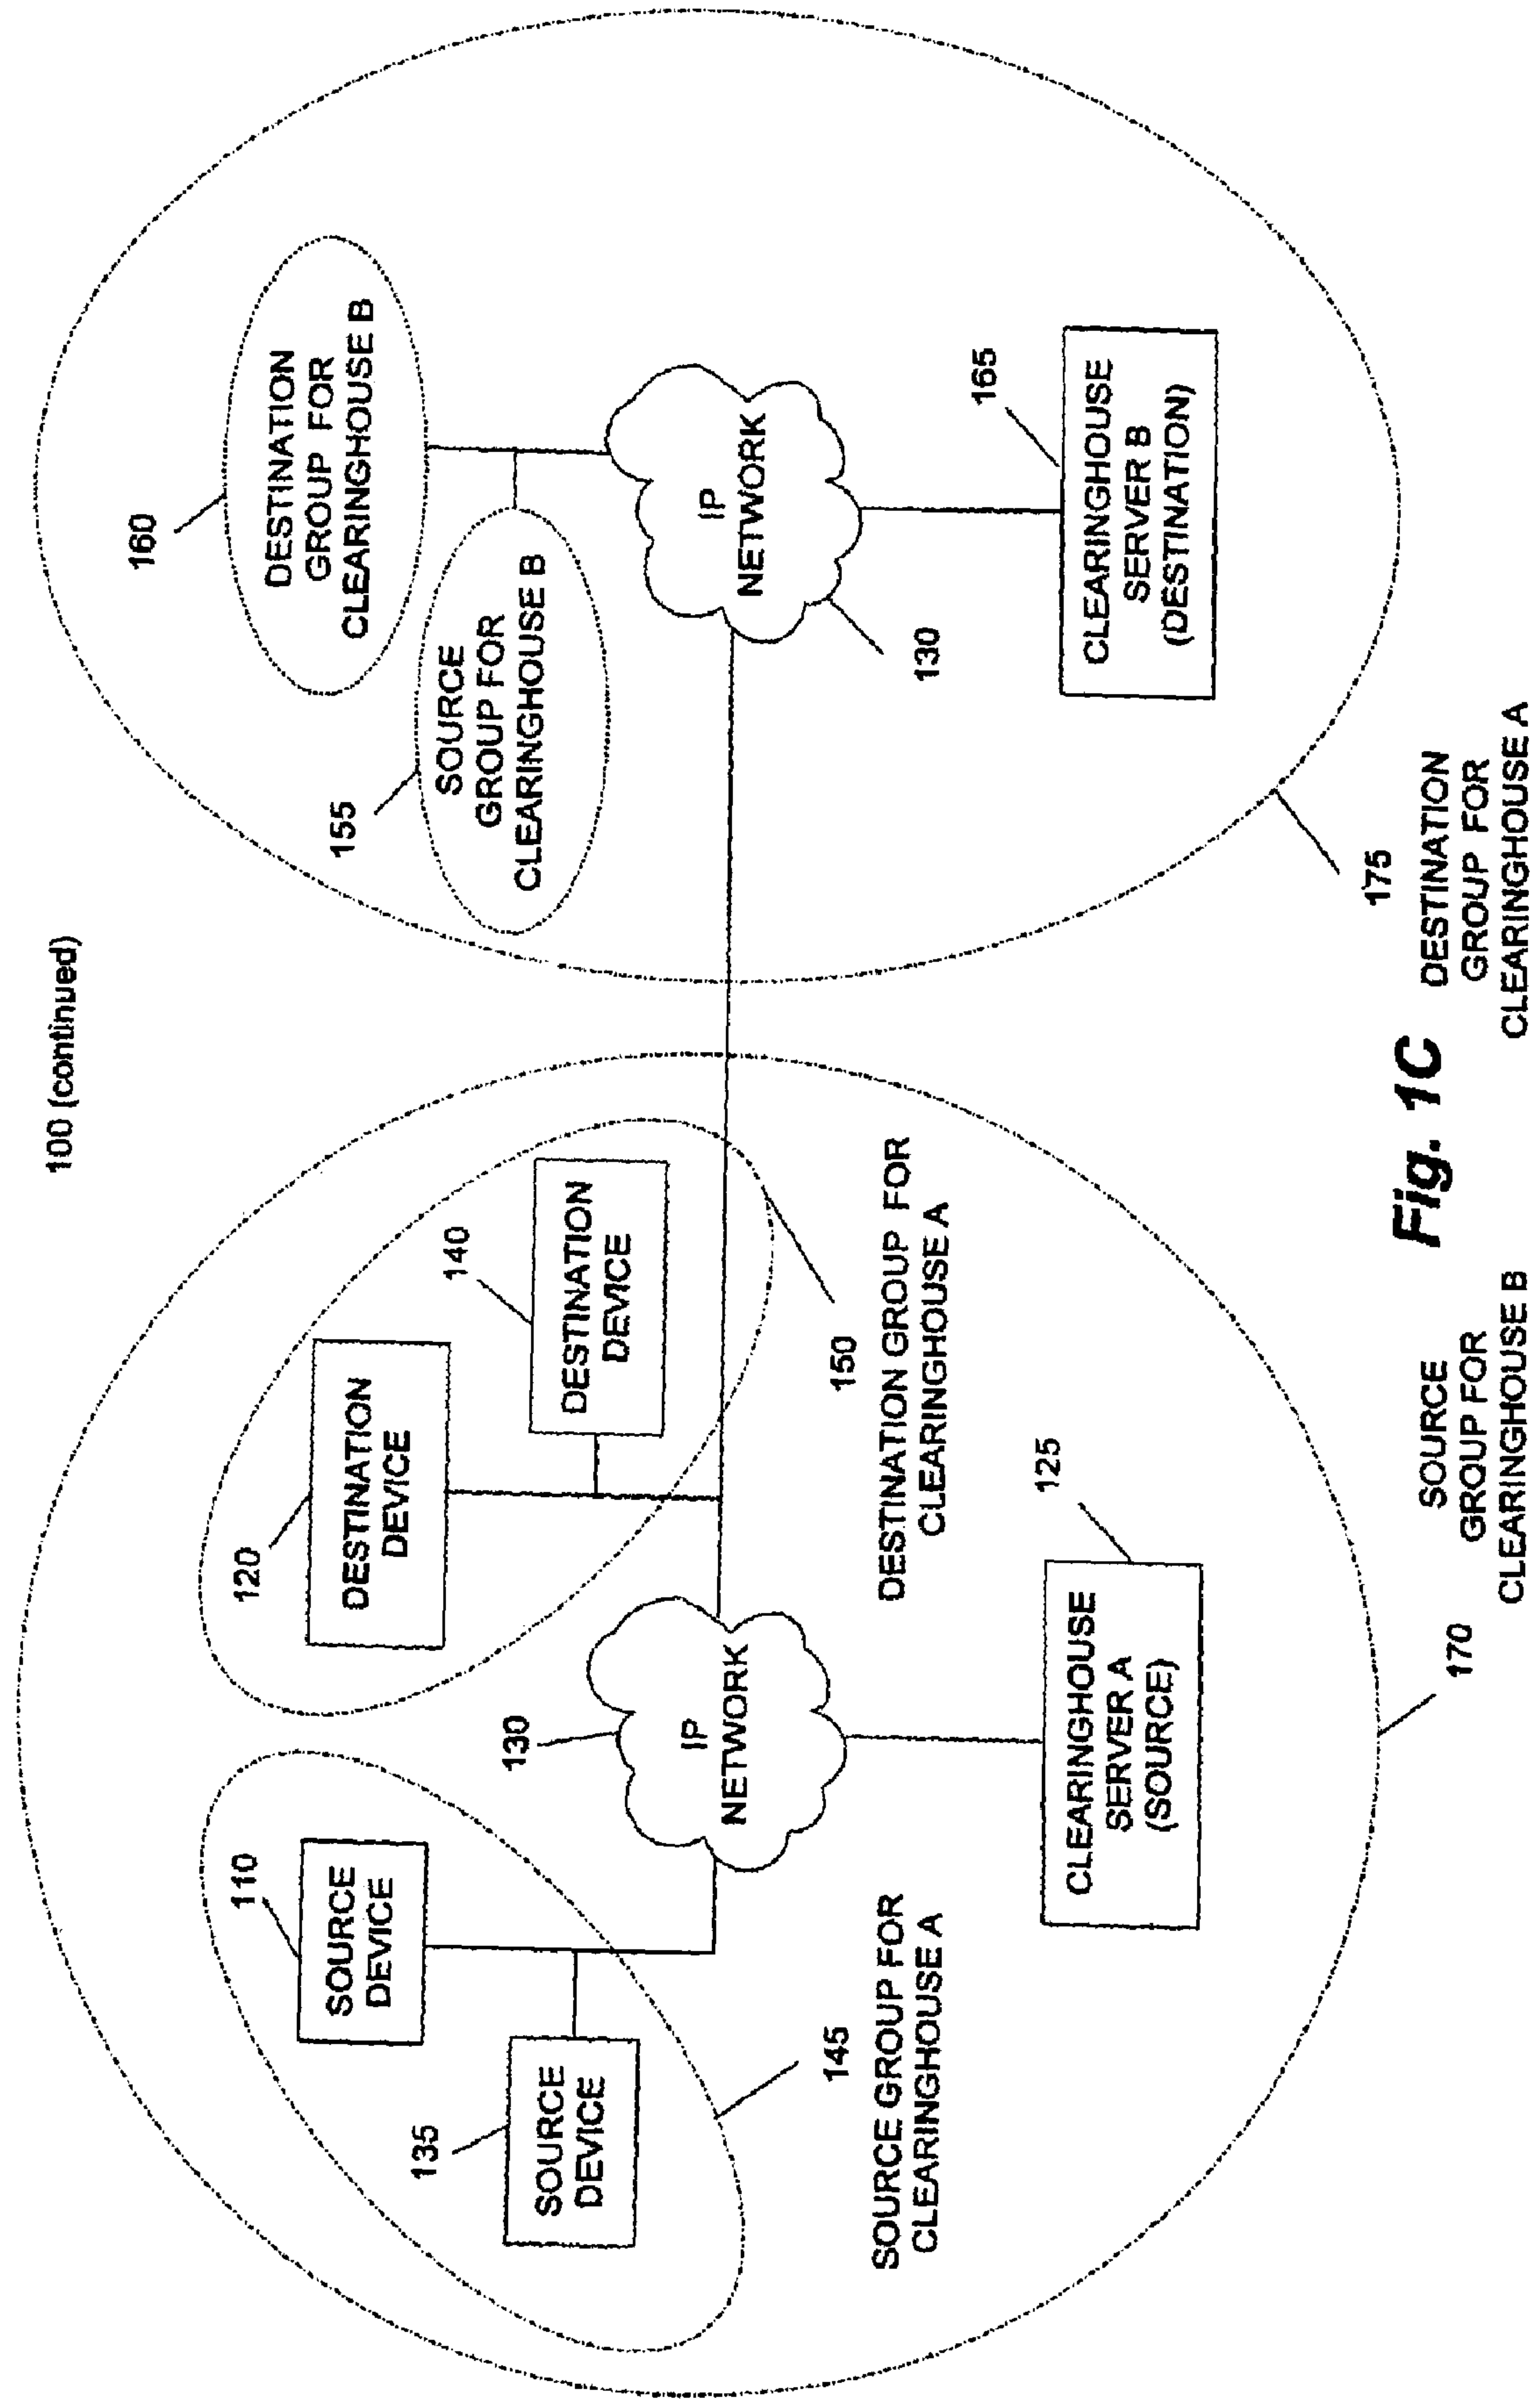 100 (continued)
110
SOURCE
DEVICE
135
SOURCE
DEVICE
145
SOURCE GROUP FOR
CLEARINGHOUSE A
120
DESTINATION
DEVICE
140
DESTINATION
DEVICE
150
DESTINATION GROUP FOR
CLEARINGHOUSE A
130
IP
NETWORK
125
CLEARINGHOUSE
SERVER A
(SOURCE)
170
SOURCE
GROUP FOR
CLEARINGHOUSE B
160
DESTINATION
GROUP FOR
CLEARINGHOUSE B
155
SOURCE
GROUP FOR
CLEARINGHOUSE B
IP
NETWORK
130
165
CLEARINGHOUSE
SERVER B
(DESTINATION)
175
DESTINATION
GROUP FOR
CLEARINGHOUSE A
Fig. 1C